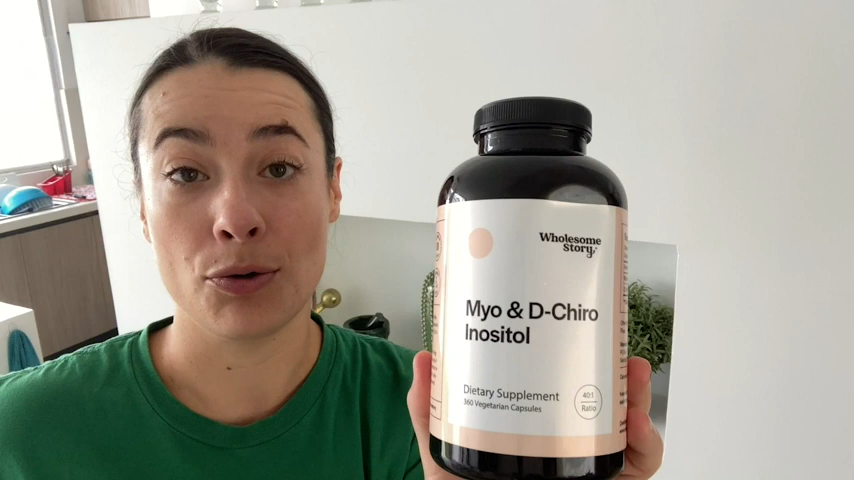 Wholesome
Story
Myo & D-Chiro
Inositol
Dietary Supplement
360 Vegetarian Capsules
40:1
Ratio